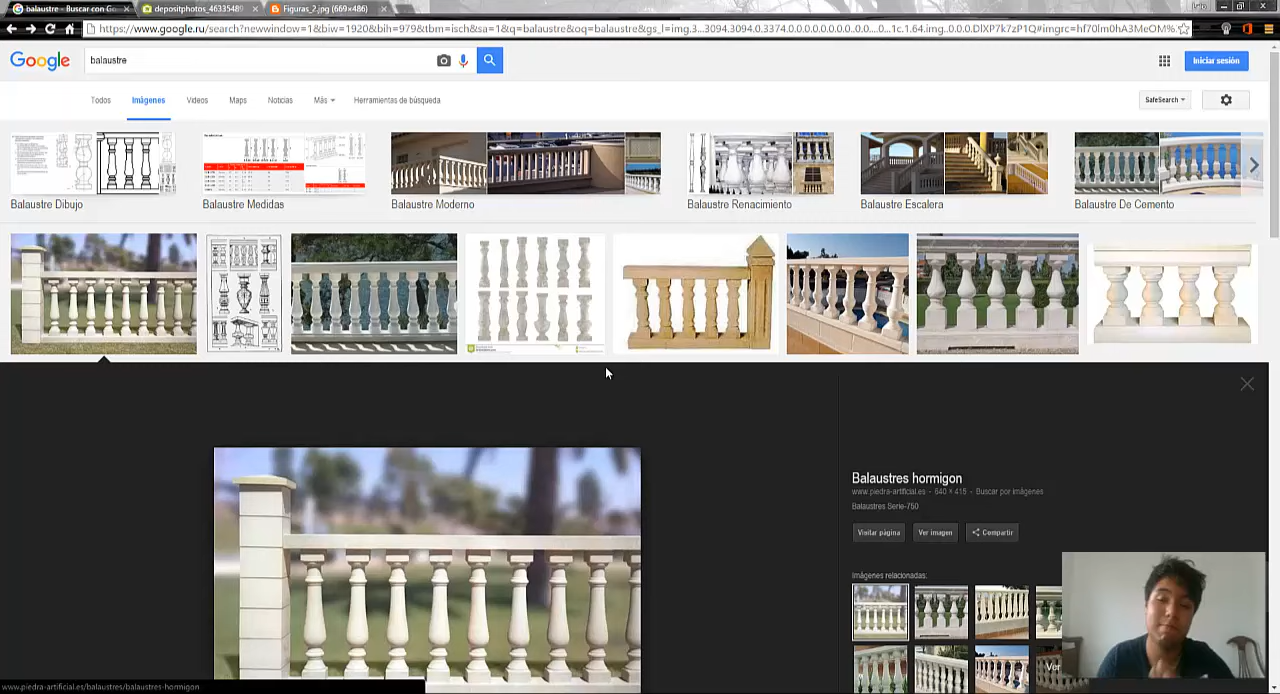 balaustre - Buscar con G
depositphotos_46335489
Figuras_2.jpg (669×486)
https://www.google.ru/search?newwindow=1&biw=1920&bih=979&tbm=isch&sa=1&q=balaustre&oq=balaustre&gs_l=img.3...3094.3094.0.3374.0.0.0.0.0.0.0.0..0.0....0...1c.1.64.img..0.0.0.DlXP7k7zP1Q#imgrc=hf70lm0hA3MeOM%
Google
balaustre
Iniciar sesión
Todos
Imágenes
Vídeos
Maps
Noticias
Más
Herramientas de búsqueda
SafeSearch
Balaustre Dibujo
Balaustre Medidas
Balaustre Moderno
Balaustre Renacimiento
Balaustre Escalera
Balaustre De Cemento
Balaustres hormigon
www.piedra-artificial.es - 640 × 415 - Buscar por imágenes
Balaustres Serie-750
Visitar página
Ver imagen
Compartir
Imágenes relacionadas:
Ver
www.piedra-artificial.es/balaustres/balaustres-hormigon